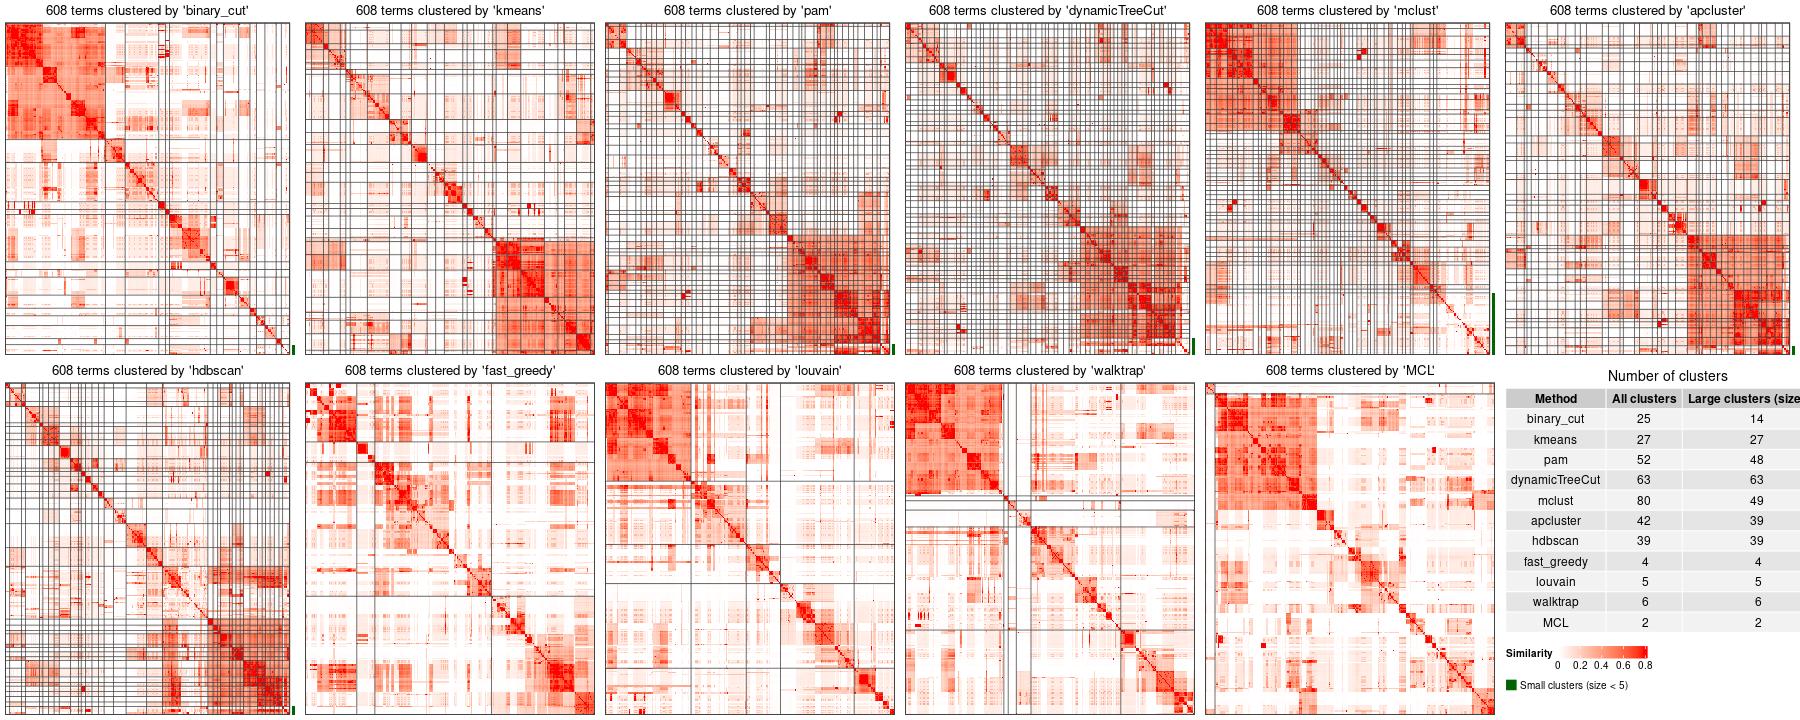 608 terms clustered by 'binary_cut'
608 terms clustered by 'kmeans'
608 terms clustered by 'pam'
608 terms clustered by 'dynamicTreeCut'
608 terms clustered by 'mclust'
608 terms clustered by 'apcluster'
608 terms clustered by 'hdbscan'
608 terms clustered by 'fast_greedy'
608 terms clustered by 'louvain'
608 terms clustered by 'walktrap'
608 terms clustered by 'MCL'
Number of clusters
Method All clusters Large clusters (size
binary_cut 25 14
kmeans 27 27
pam 52 48
dynamicTreeCut 63 63
mclust 80 49
apcluster 42 39
hdbscan 39 39
fast_greedy 4 4
louvain 5 5
walktrap 6 6
MCL 2 2
Similarity
0 0.2 0.4 0.6 0.8
Small clusters (size < 5)